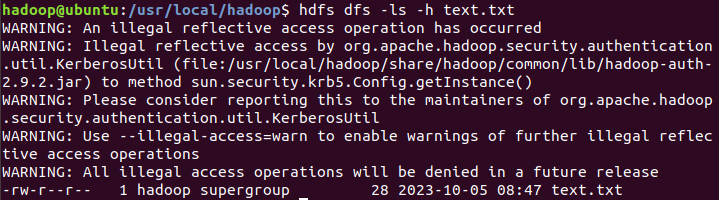 hadoop@ubuntu:/usr/local/hadoop$ hdfs dfs -ls -h text.txt
WARNING: An illegal reflective access operation has occurred
WARNING: Illegal reflective access by org.apache.hadoop.security.authentication
.util.KerberosUtil (file:/usr/local/hadoop/share/hadoop/common/lib/hadoop-auth-
2.9.2.jar) to method sun.security.krb5.Config.getInstance()
WARNING: Please consider reporting this to the maintainers of org.apache.hadoop
.security.authentication.util.KerberosUtil
WARNING: Use --illegal-access=warn to enable warnings of further illegal reflec
tive access operations
WARNING: All illegal access operations will be denied in a future release
-rw-r--r--   1 hadoop supergroup         28 2023-10-05 08:47 text.txt